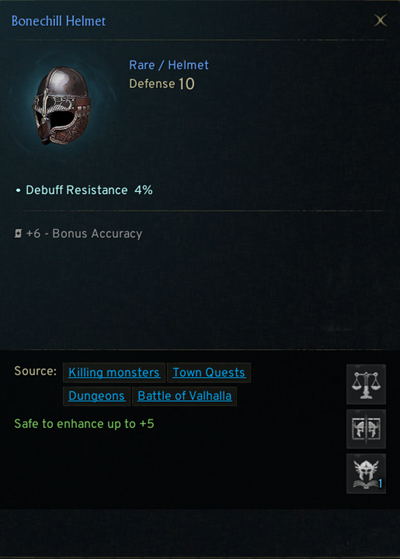 Bonechill Helmet
Rare / Helmet
Defense 10
• Debuff Resistance 4%
+6 - Bonus Accuracy
Source: Killing monsters Town Quests
Dungeons Battle of Valhalla
Safe to enhance up to +5
1